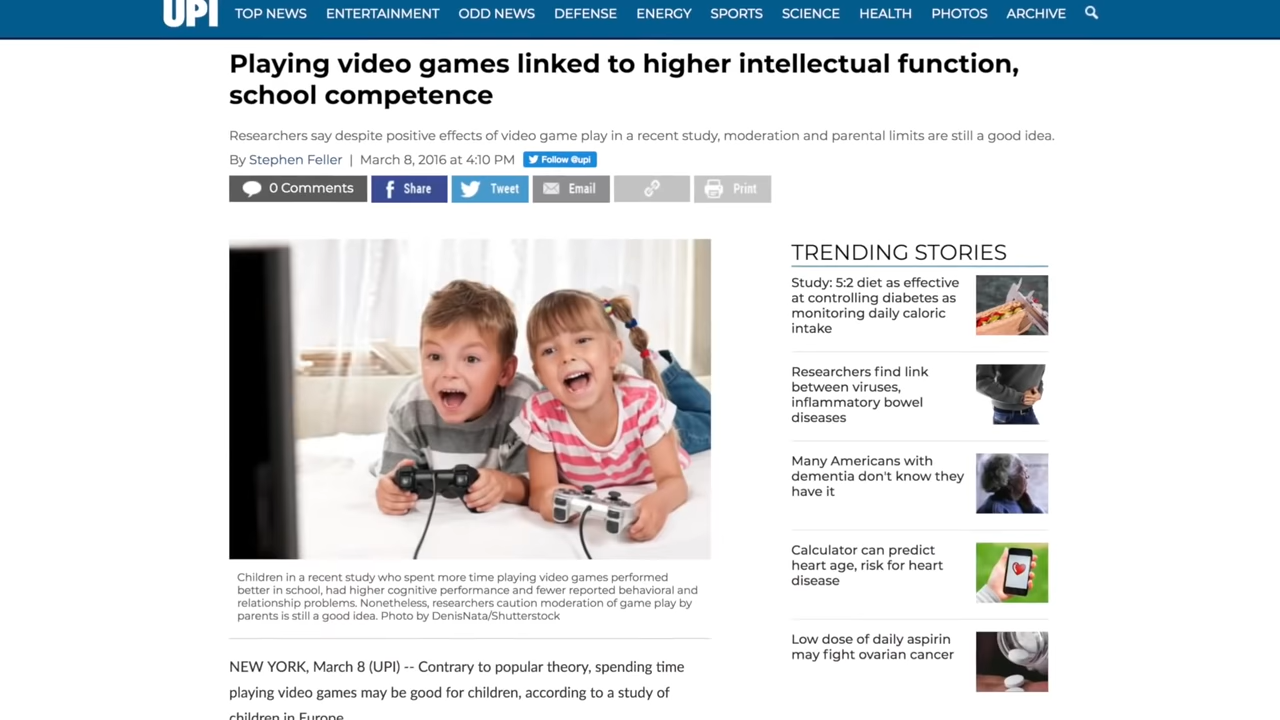 UPI TOP NEWS ENTERTAINMENT ODD NEWS DEFENSE ENERGY SPORTS SCIENCE HEALTH PHOTOS ARCHIVE
Playing video games linked to higher intellectual function,
school competence
Researchers say despite positive effects of video game play in a recent study, moderation and parental limits are still a good idea.
By Stephen Feller | March 8, 2016 at 4:10 PM Follow @upi
0 Comments Share Tweet Email Print
Children in a recent study who spent more time playing video games performed
better in school, had higher cognitive performance and fewer reported behavioral and
relationship problems. Nonetheless, researchers caution moderation of game play by
parents is still a good idea. Photo by DenisNata/Shutterstock
NEW YORK, March 8 (UPI) -- Contrary to popular theory, spending time
playing video games may be good for children, according to a study of
children in Europe.
TRENDING STORIES
Study: 5:2 diet as effective
at controlling diabetes as
monitoring daily caloric
intake
Researchers find link
between viruses,
inflammatory bowel
diseases
Many Americans with
dementia don't know they
have it
Calculator can predict
heart age, risk for heart
disease
Low dose of daily aspirin
may fight ovarian cancer